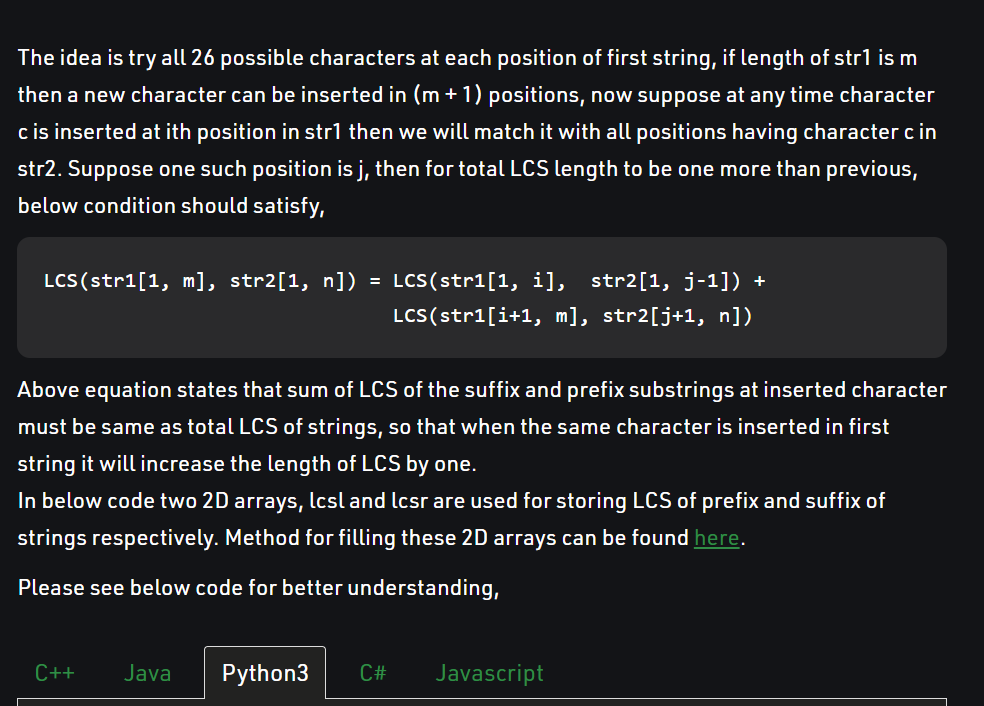 The idea is try all 26 possible characters at each position of first string, if length of str1 is m
then a new character can be inserted in (m + 1) positions, now suppose at any time character
c is inserted at ith position in str1 then we will match it with all positions having character c in
str2. Suppose one such position is j, then for total LCS length to be one more than previous,
below condition should satisfy,
LCS(str1[1, m], str2[1, n]) = LCS(str1[1, i],  str2[1, j-1]) +
LCS(str1[i+1, m], str2[j+1, n])
Above equation states that sum of LCS of the suffix and prefix substrings at inserted character
must be same as total LCS of strings, so that when the same character is inserted in first
string it will increase the length of LCS by one.
In below code two 2D arrays, lcsl and lcsr are used for storing LCS of prefix and suffix of
strings respectively. Method for filling these 2D arrays can be found here.
Please see below code for better understanding,
C++ Java Python3 C# Javascript